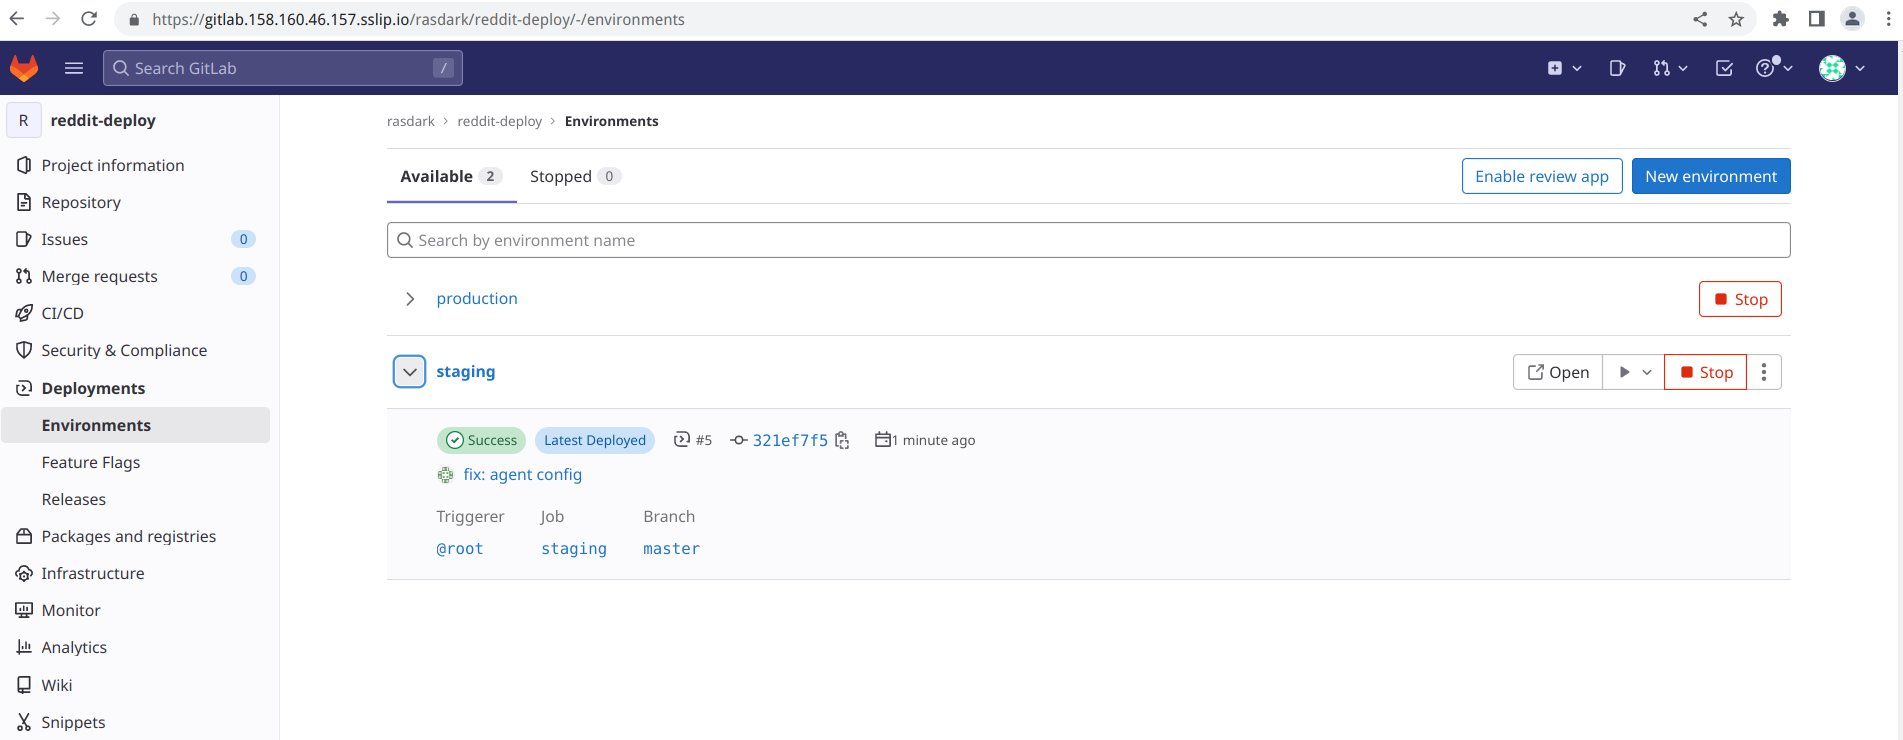 https://gitlab.158.160.46.157.sslip.io/rasdark/reddit-deploy/-/environments
Search GitLab /
R reddit-deploy
Project information
Repository
Issues 0
Merge requests 0
CI/CD
Security & Compliance
Deployments
Environments
Feature Flags
Releases
Packages and registries
Infrastructure
Monitor
Analytics
Wiki
Snippets
rasdark › reddit-deploy › Environments
Available 2 Stopped 0 Enable review app New environment
Search by environment name
production Stop
staging Open Stop
Success Latest Deployed #5 321ef7f5 1 minute ago
fix: agent config
Triggerer Job Branch
@root staging master